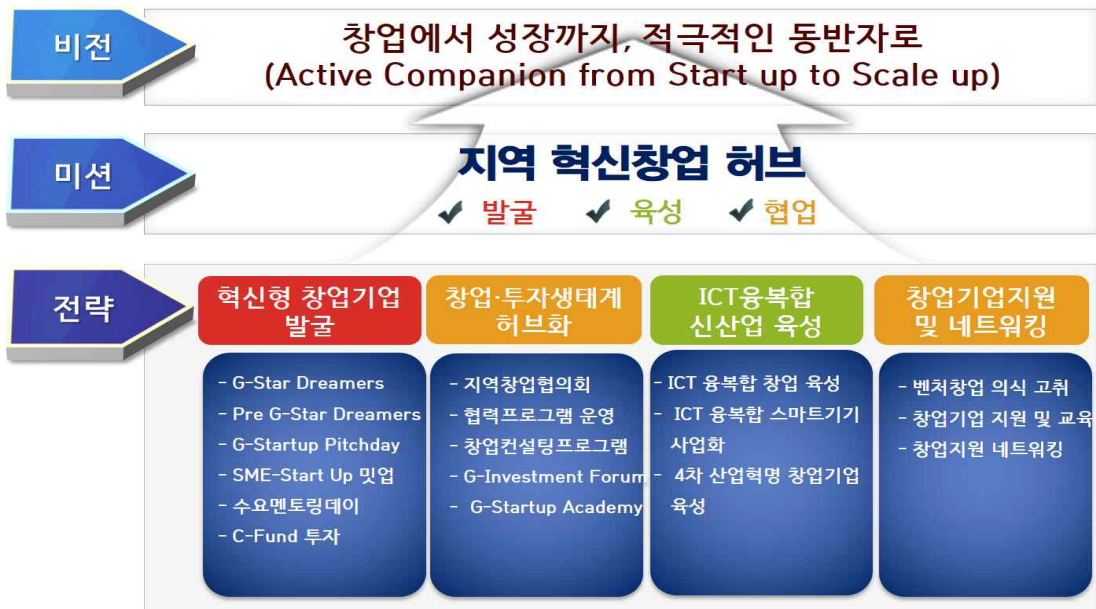 비전
창업에서 성장까지, 적극적인 동반자로
(Active Companion from Start up to Scale up)
미션
지역 혁신창업 허브
✔ 발굴 ✔ 육성 ✔ 협업
전략
혁신형 창업기업
발굴
- G-Star Dreamers
- Pre G-Star Dreamers
- G-Startup Pitchday
- SME-Start Up 밋업
- 수요멘토링데이
- C-Fund 투자
창업·투자생태계
허브화
- 지역창업협의회
- 협력프로그램 운영
- 창업컨설팅프로그램
- G-Investment Forum
- G-Startup Academy
ICT융복합
신산업 육성
- ICT 융복합 창업 육성
- ICT 융복합 스마트기기
사업화
- 4차 산업혁명 창업기업
육성
창업기업지원
및 네트워킹
- 벤처창업 의식 고취
- 창업기업 지원 및 교육
- 창업지원 네트워킹